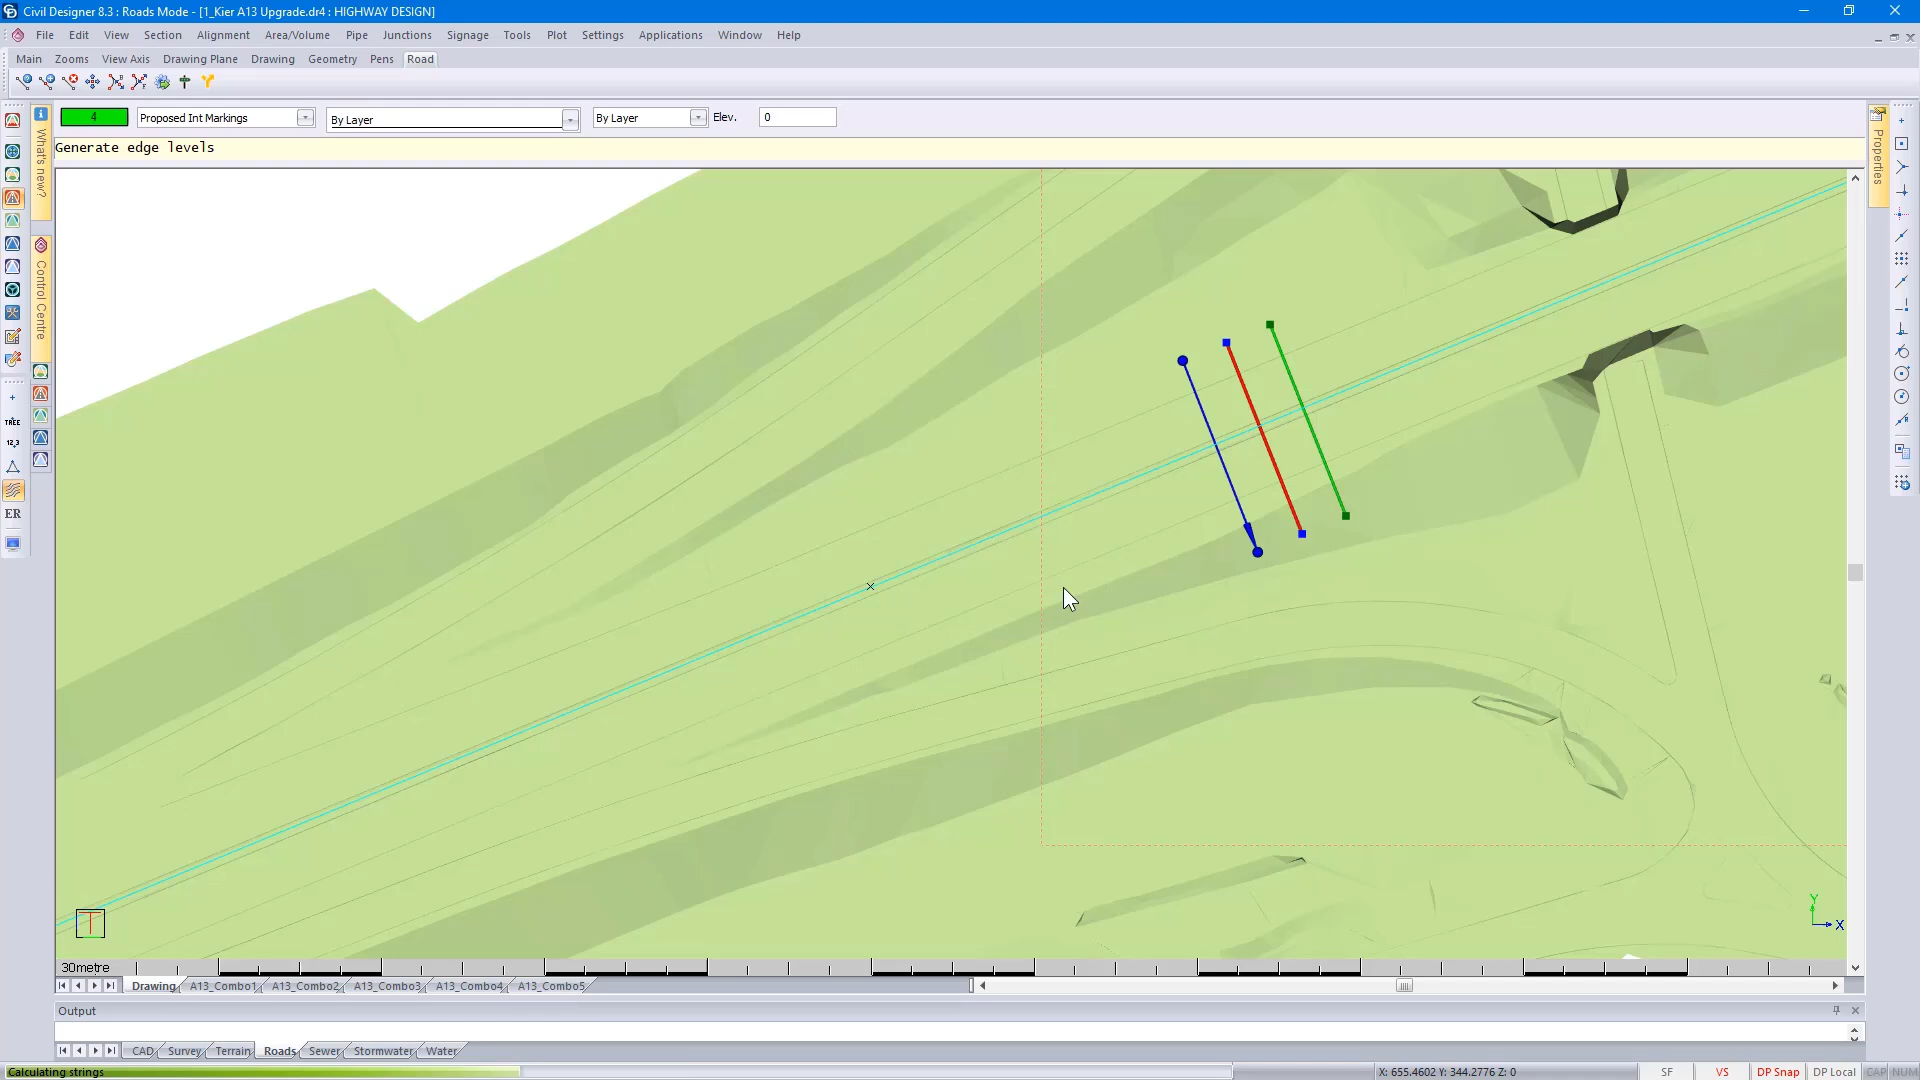 Civil Designer 8.3 : Roads Mode - [1_Kier A13 Upgrade.dr4 : HIGHWAY DESIGN]
File Edit View Section Alignment Area/Volume Pipe Junctions Signage Tools Plot Settings Applications Window Help
Main Zooms View Axis Drawing Plane Drawing Geometry Pens Road
4 Proposed Int Markings By Layer By Layer Elev. 0
Generate edge levels
What's new?
Control Centre
Properties
TREE
12.3
ER
T
Y
X
30metre
Drawing A13_Combo1 A13_Combo2 A13_Combo3 A13_Combo4 A13_Combo5
Output
CAD Survey Terrain Roads Sewer Stormwater Water
Calculating strings X: 655.4602 Y: 344.2776 Z: 0 SF VS DP Snap DP Local CAP NUM